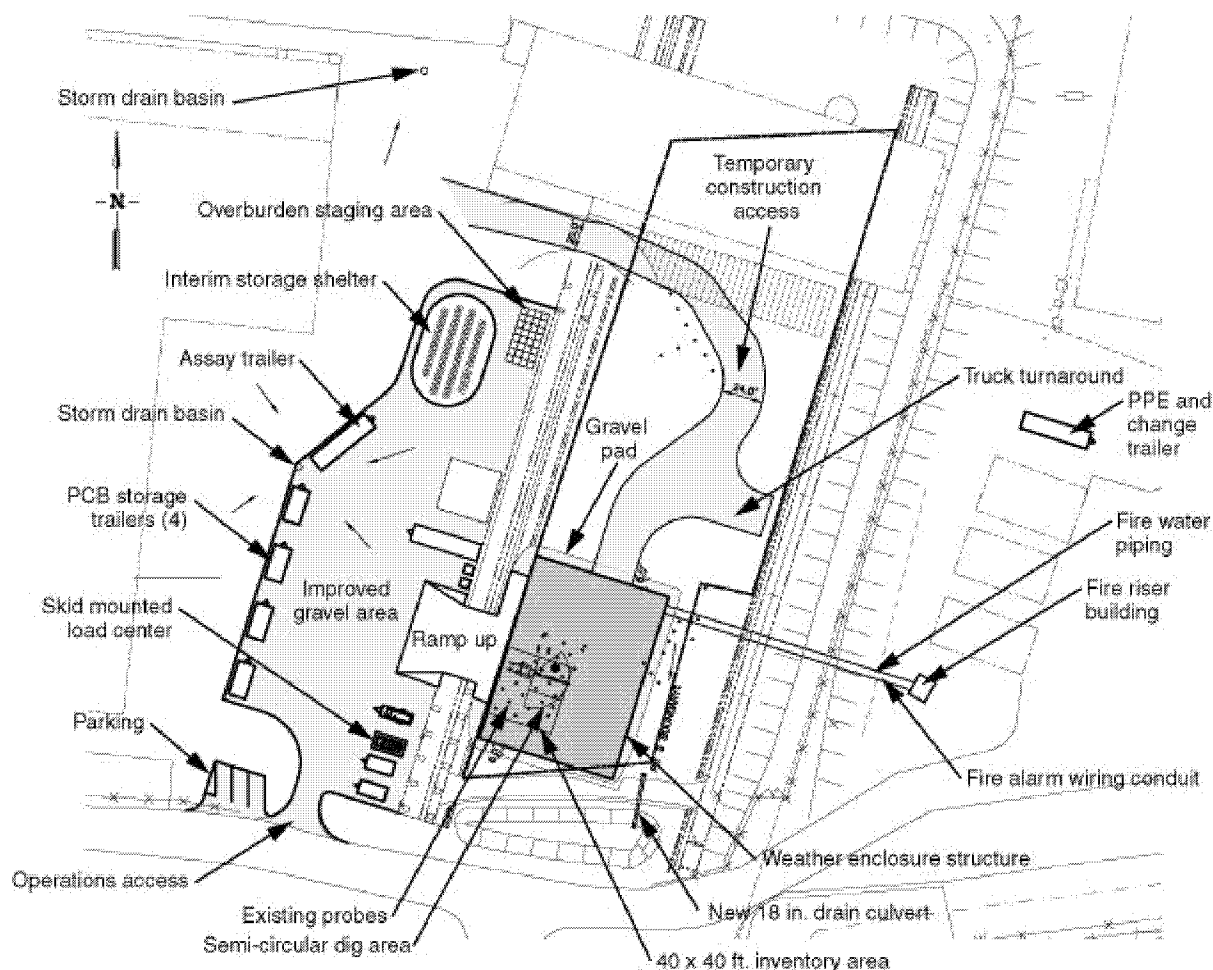 Storm drain basin
N
Overburden staging area
Interim storage shelter
Assay trailer
Storm drain basin
PCB storage
trailers (4)
Skid mounted
load center
Parking
Operations access
Existing probes
Semi-circular dig area
Temporary
construction
access
24.0'
Truck turnaround
PPE and
change
trailer
Gravel
pad
Improved
gravel area
Ramp up
Fire water
piping
Fire riser
building
Fire alarm wiring conduit
Weather enclosure structure
New 18 in. drain culvert
40 x 40 ft. inventory area